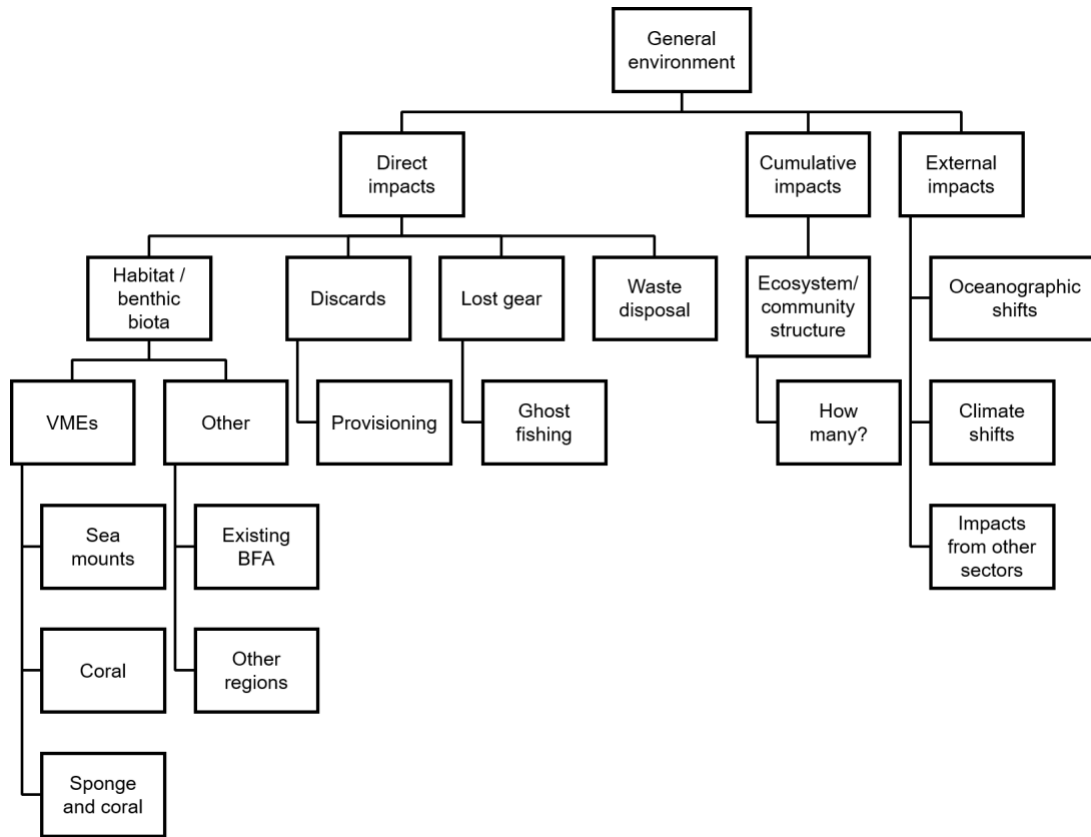 General
environment
Direct
impacts
Cumulative
impacts
External
impacts
Habitat /
benthic
biota
Discards
Lost gear
Waste
disposal
Ecosystem/
community
structure
Oceanographic
shifts
VMEs
Other
Provisioning
Ghost
fishing
How
many?
Climate
shifts
Sea
mounts
Existing
BFA
Impacts
from other
sectors
Coral
Other
regions
Sponge
and coral